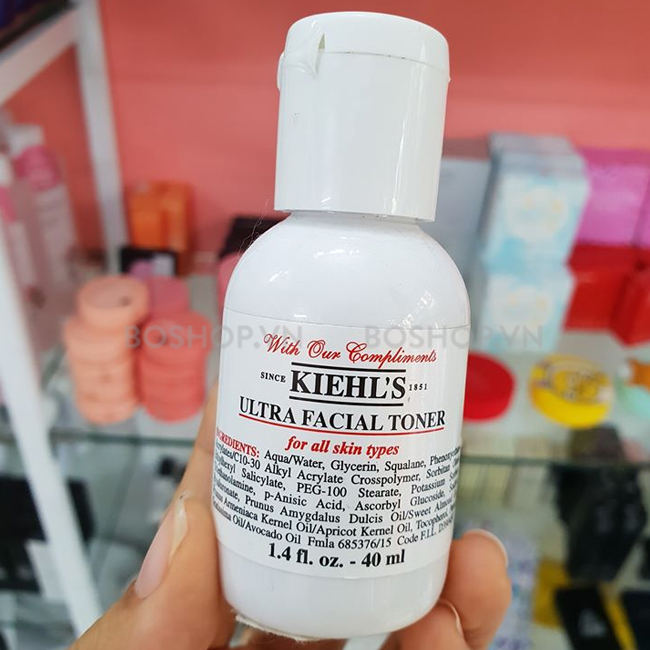 BOSHOP.VN BOSHOP.VN
With Our Compliments
SINCE KIEHL'S 1851
ULTRA FACIAL TONER
for all skin types
INGREDIENTS: Aqua/Water, Glycerin, Squalane,
C10-30 Alkyl Acrylate Crosspolymer, Sorbitan
Salicylate, PEG-100 Stearate, Potassium
p-Anisic Acid, Ascorbyl Glucoside,
Prunus Amygdalus Dulcis Oil/Sweet
Armeniaca Kernel Oil/Apricot Kernel Oil,
Oil/Avocado Oil Fmla 685376/15 Code F.I.L.
1.4 fl. oz. - 40 ml